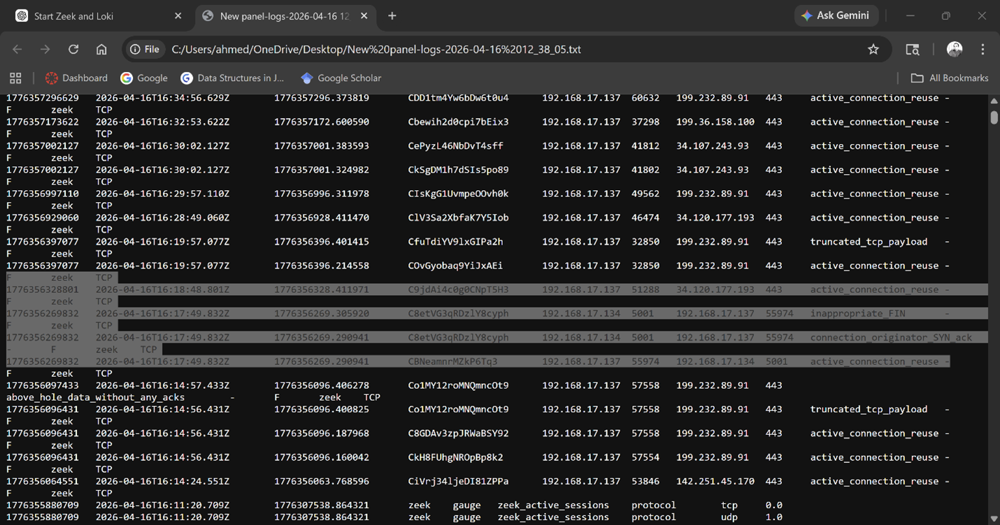 Start Zeek and Loki
New panel-logs-2026-04-16 12
Ask Gemini
File C:/Users/ahmed/OneDrive/Desktop/New%20panel-logs-2026-04-16%2012_38_05.txt
Dashboard Google Data Structures in J... Google Scholar All Bookmarks
1776357296629 2026-04-16T16:34:56.629Z 1776357296.373819 CDD1tm4Yw6bDw6t0u4 192.168.17.137 60632 199.232.89.91 443 active_connection_reuse -
F zeek TCP
1776357173622 2026-04-16T16:32:53.622Z 1776357172.600590 Cbewih2d0cpi7bEix3 192.168.17.137 37298 199.36.158.100 443 active_connection_reuse -
F zeek TCP
1776357002127 2026-04-16T16:30:02.127Z 1776357001.383593 CePyzL46NbDvT4sff 192.168.17.137 41812 34.107.243.93 443 active_connection_reuse -
F zeek TCP
1776357002127 2026-04-16T16:30:02.127Z 1776357001.324982 CkSgDM1h7dSIs5po89 192.168.17.137 41802 34.107.243.93 443 active_connection_reuse -
F zeek TCP
1776356997110 2026-04-16T16:29:57.110Z 1776356996.311978 CIsKgG1UvmpeOOvh0k 192.168.17.137 49562 199.232.89.91 443 active_connection_reuse -
F zeek TCP
1776356929060 2026-04-16T16:28:49.060Z 1776356928.411470 ClV3Sa2XbfaK7Y5Iob 192.168.17.137 46474 34.120.177.193 443 active_connection_reuse -
F zeek TCP
1776356397077 2026-04-16T16:19:57.077Z 1776356396.401415 CfuTdiYV9lxGIPa2h 192.168.17.137 32850 199.232.89.91 443 truncated_tcp_payload -
F zeek TCP
1776356397077 2026-04-16T16:19:57.077Z 1776356396.214558 COvGyobaq9YiJxAEi 192.168.17.137 32850 199.232.89.91 443 active_connection_reuse -
F zeek TCP
1776356328801 2026-04-16T16:18:48.801Z 1776356328.411971 C9jdAi4c0g0CNpT5H3 192.168.17.137 51288 34.120.177.193 443 active_connection_reuse -
F zeek TCP
1776356269832 2026-04-16T16:17:49.832Z 1776356269.305920 C8etVG3qRDzlY8cyph 192.168.17.134 5001 192.168.17.137 55974 inappropriate_FIN -
F zeek TCP
1776356269832 2026-04-16T16:17:49.832Z 1776356269.290941 C8etVG3qRDzlY8cyph 192.168.17.134 5001 192.168.17.137 55974 connection_originator_SYN_ack
- F zeek TCP
1776356269832 2026-04-16T16:17:49.832Z 1776356269.290941 CBNeamnrMZkP6Tq3 192.168.17.137 55974 192.168.17.134 5001 active_connection_reuse -
F zeek TCP
1776356097433 2026-04-16T16:14:57.433Z 1776356096.406278 Co1MY12roMNQmncOt9 192.168.17.137 57558 199.232.89.91 443
above_hole_data_without_any_acks - F zeek TCP
1776356096431 2026-04-16T16:14:56.431Z 1776356096.400825 Co1MY12roMNQmncOt9 192.168.17.137 57558 199.232.89.91 443 truncated_tcp_payload -
F zeek TCP
1776356096431 2026-04-16T16:14:56.431Z 1776356096.187968 C8GDAv3zpJRWaBSY92 192.168.17.137 57558 199.232.89.91 443 active_connection_reuse -
F zeek TCP
1776356096431 2026-04-16T16:14:56.431Z 1776356096.160042 CkH8FUhgNROpBp8k2 192.168.17.137 57554 199.232.89.91 443 active_connection_reuse -
F zeek TCP
1776356064551 2026-04-16T16:14:24.551Z 1776356063.768596 CiVrj34ljeDI81ZPPa 192.168.17.137 53846 142.251.45.170 443 active_connection_reuse -
F zeek TCP
1776355880709 2026-04-16T16:11:20.709Z 1776307538.864321 zeek gauge zeek_active_sessions protocol tcp 0.0
1776355880709 2026-04-16T16:11:20.709Z 1776307538.864321 zeek gauge zeek_active_sessions protocol udp 1.0